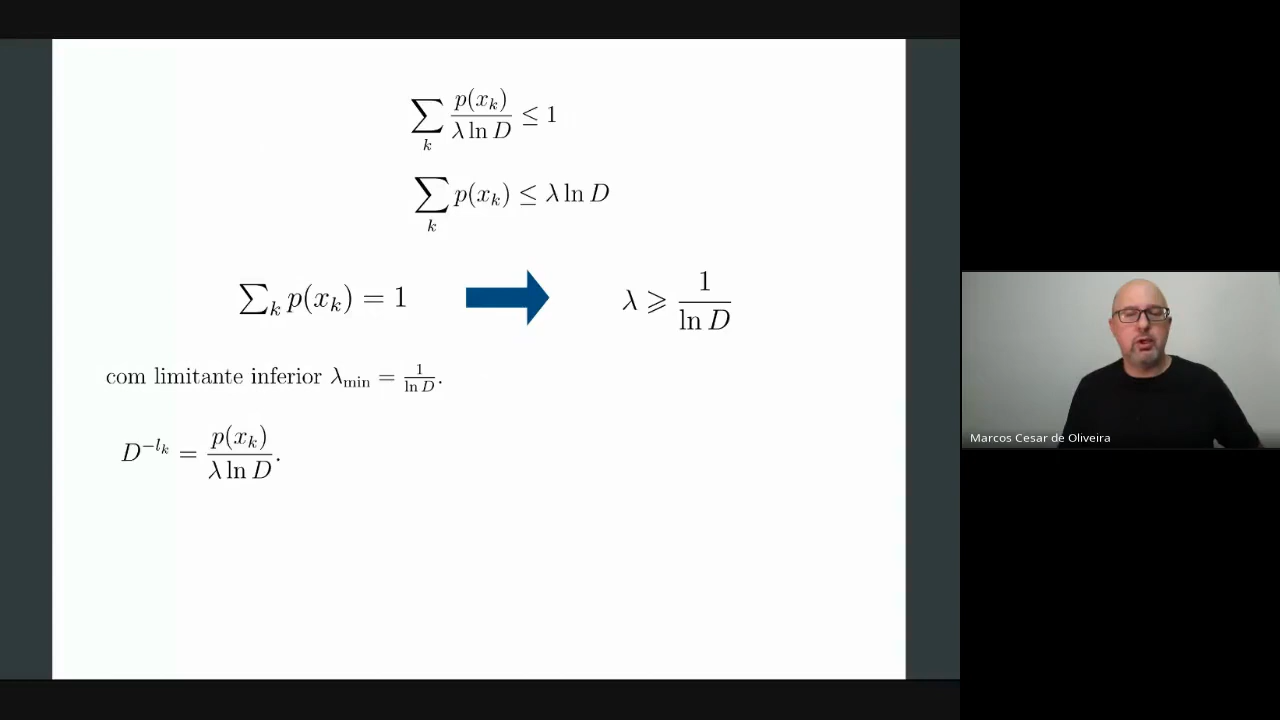 ∑_k p(x_k)/(λ ln D) ≤ 1
∑_k p(x_k) ≤ λ ln D
∑_k p(x_k) = 1 λ ⩾ 1/(ln D)
com limitante inferior λ_min = 1/(ln D).
D^{-l_k} = p(x_k)/(λ ln D).
Marcos Cesar de Oliveira